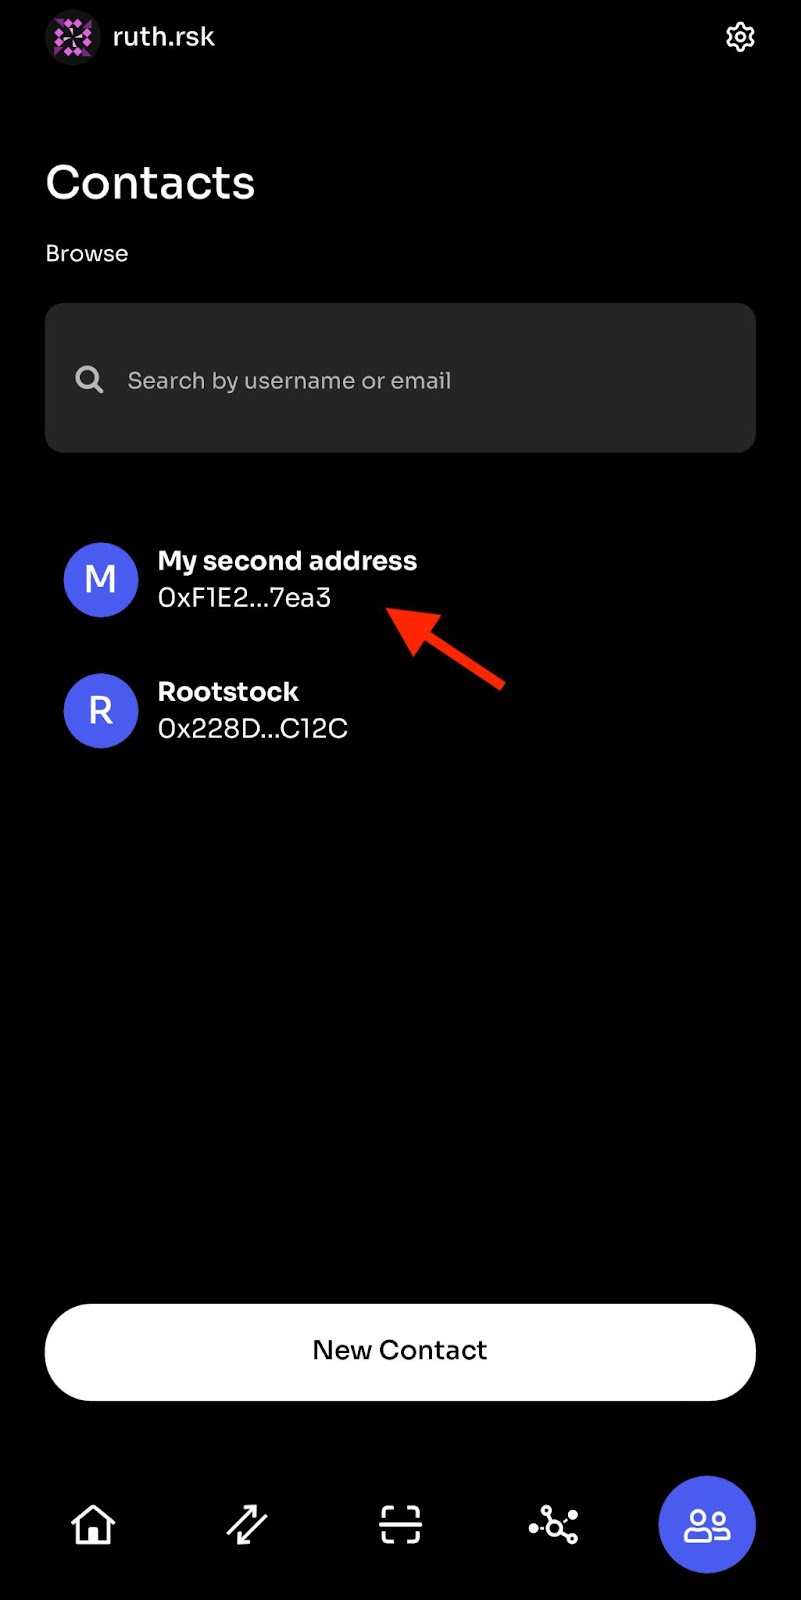 ruth.rsk
Contacts
Browse
Search by username or email
M
My second address
0xF1E2...7ea3
R
Rootstock
0x228D...C12C
New Contact